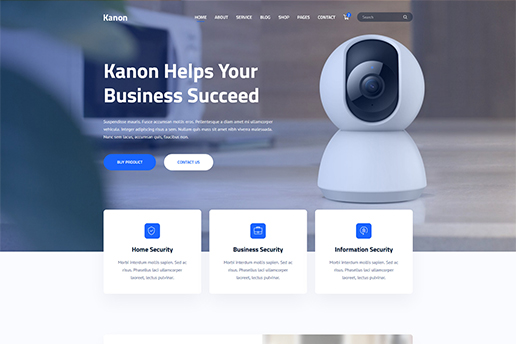 Kanon
HOME ABOUT SERVICE BLOG SHOP PAGES CONTACT
Search
Kanon Helps Your
Business Succeed
Suspendisse mauris. Fusce accumsan mollis eros. Pellentesque a diam amet mi ullamcorper
vehicula. Integer adipiscing risus a sem. Nullam quis massa sit amet nibh viverra malesuada.
Nunc sem lacus, accumsan quis, faucibus non.
BUY PRODUCT CONTACT US
Home Security
Morbi interdum mollis sapien. Sed ac
risus. Phasellus laci ullamcorper
laoreet, lectus pulvinar.
Business Security
Morbi interdum mollis sapien. Sed ac
risus. Phasellus laci ullamcorper
laoreet, lectus pulvinar.
Information Security
Morbi interdum mollis sapien. Sed ac
risus. Phasellus laci ullamcorper
laoreet, lectus pulvinar.